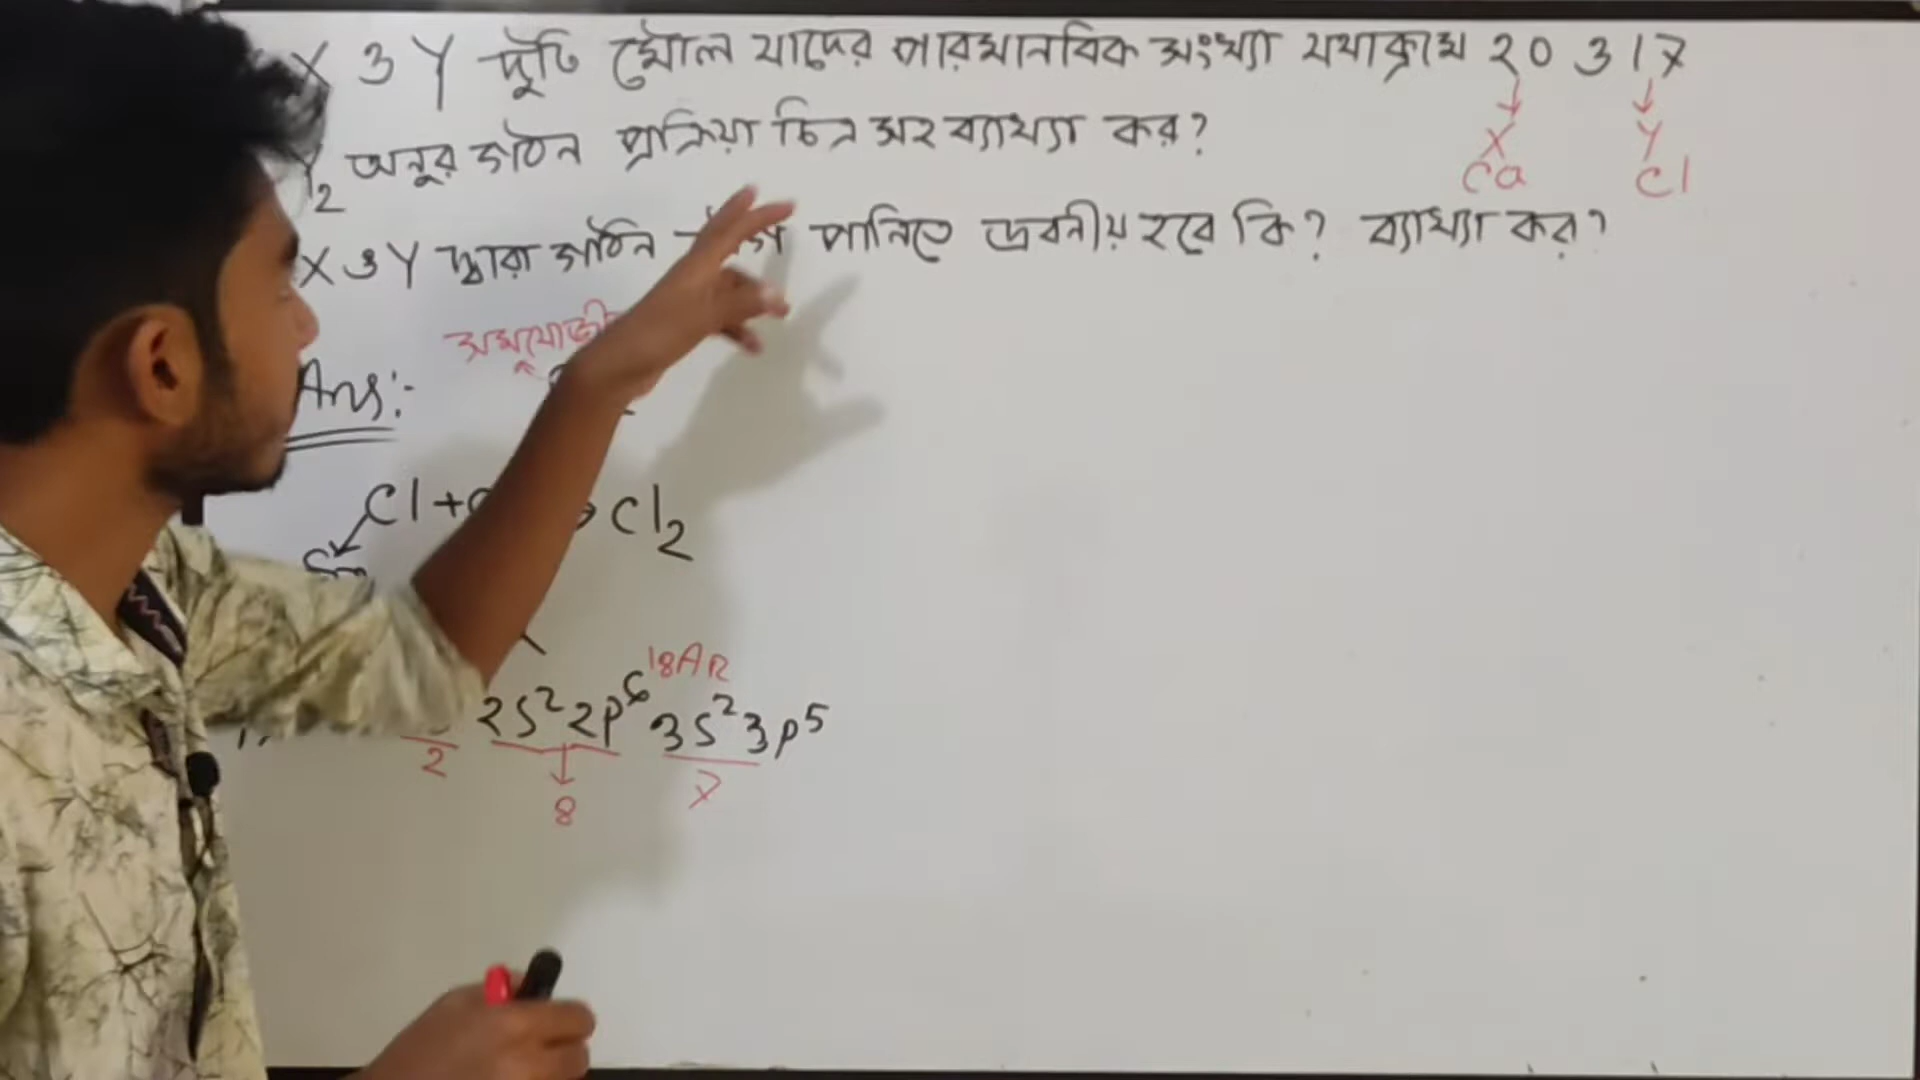 X ও Y দুটি মৌল যাদের পারমানবিক সংখ্যা যথাক্রমে ২০ ও ১৭
X Y
Ca Cl
2 অনুর গঠন প্রক্রিয়া চিত্র সহ ব্যাখ্যা কর?
X ও Y দ্বারা গঠিন পানিতে দ্রবনীয় হবে কি? ব্যাখ্যা কর?
Ans:-
Cl + → Cl2
18AR
2s² 2p⁶ 3s² 3p⁵
2 8 7